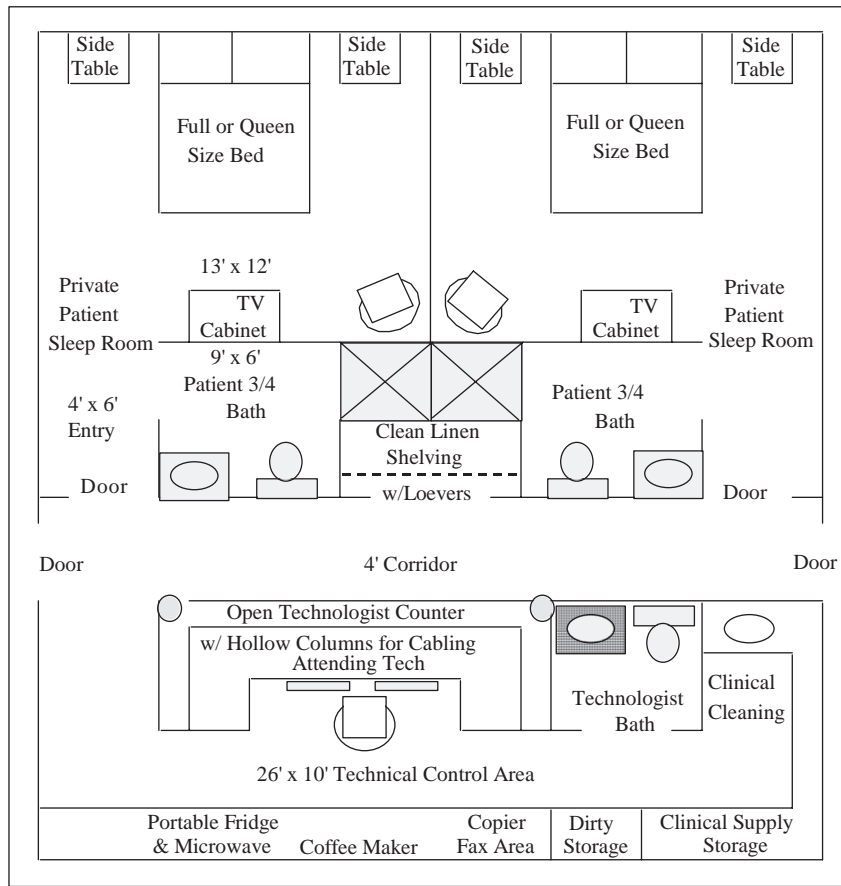 Side
Table
Side
Table
Side
Table
Side
Table
Full or Queen
Size Bed
Full or Queen
Size Bed
Private
Patient
Sleep Room
13' x 12'
TV
Cabinet
TV
Cabinet
Private
Patient
Sleep Room
9' x 6'
Patient 3/4
Bath
Patient 3/4
Bath
4' x 6'
Entry
Clean Linen
Shelving
w/Loevers
Door
Door
Door
4' Corridor
Door
Open Technologist Counter
w/ Hollow Columns for Cabling
Attending Tech
Technologist
Bath
Clinical
Cleaning
26' x 10' Technical Control Area
Portable Fridge
& Microwave
Coffee Maker
Copier
Fax Area
Dirty
Storage
Clinical Supply
Storage